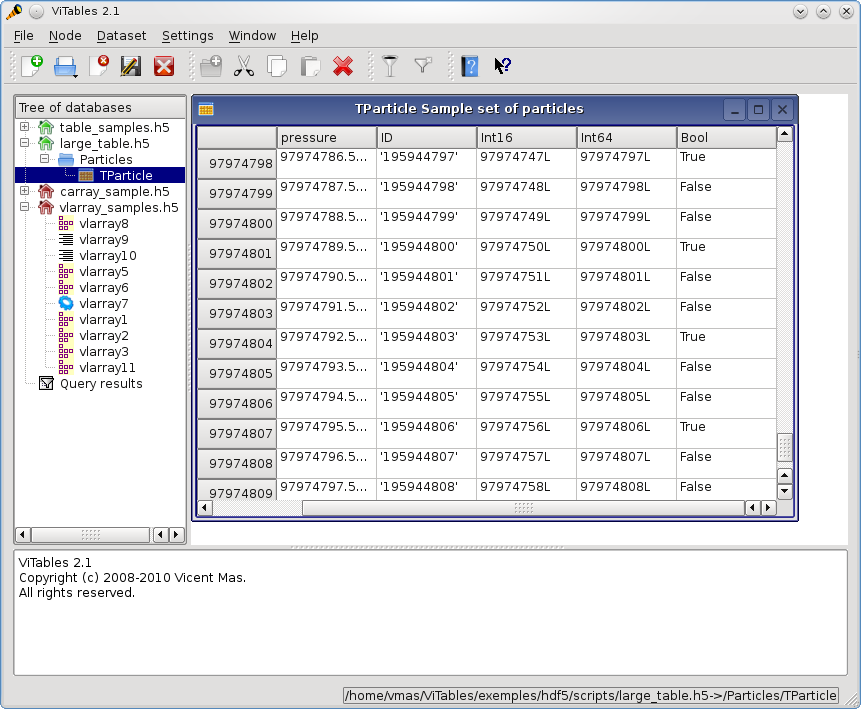 ViTables 2.1
File Node Dataset Settings Window Help
Tree of databases
table_samples.h5
large_table.h5
Particles
TParticle
carray_sample.h5
vlarray_samples.h5
vlarray8
vlarray9
vlarray10
vlarray5
vlarray6
vlarray7
vlarray1
vlarray2
vlarray3
vlarray11
Query results
TParticle Sample set of particles
pressure ID Int16 Int64 Bool
97974798 97974786.5... '195944797' 97974747L 97974797L True
97974799 97974787.5... '195944798' 97974748L 97974798L False
97974800 97974788.5... '195944799' 97974749L 97974799L False
97974801 97974789.5... '195944800' 97974750L 97974800L True
97974802 97974790.5... '195944801' 97974751L 97974801L False
97974803 97974791.5... '195944802' 97974752L 97974802L False
97974804 97974792.5... '195944803' 97974753L 97974803L True
97974805 97974793.5... '195944804' 97974754L 97974804L False
97974806 97974794.5... '195944805' 97974755L 97974805L False
97974807 97974795.5... '195944806' 97974756L 97974806L True
97974808 97974796.5... '195944807' 97974757L 97974807L False
97974809 97974797.5... '195944808' 97974758L 97974808L False
ViTables 2.1
Copyright (c) 2008-2010 Vicent Mas.
All rights reserved.
/home/vmas/ViTables/exemples/hdf5/scripts/large_table.h5->/Particles/TParticle